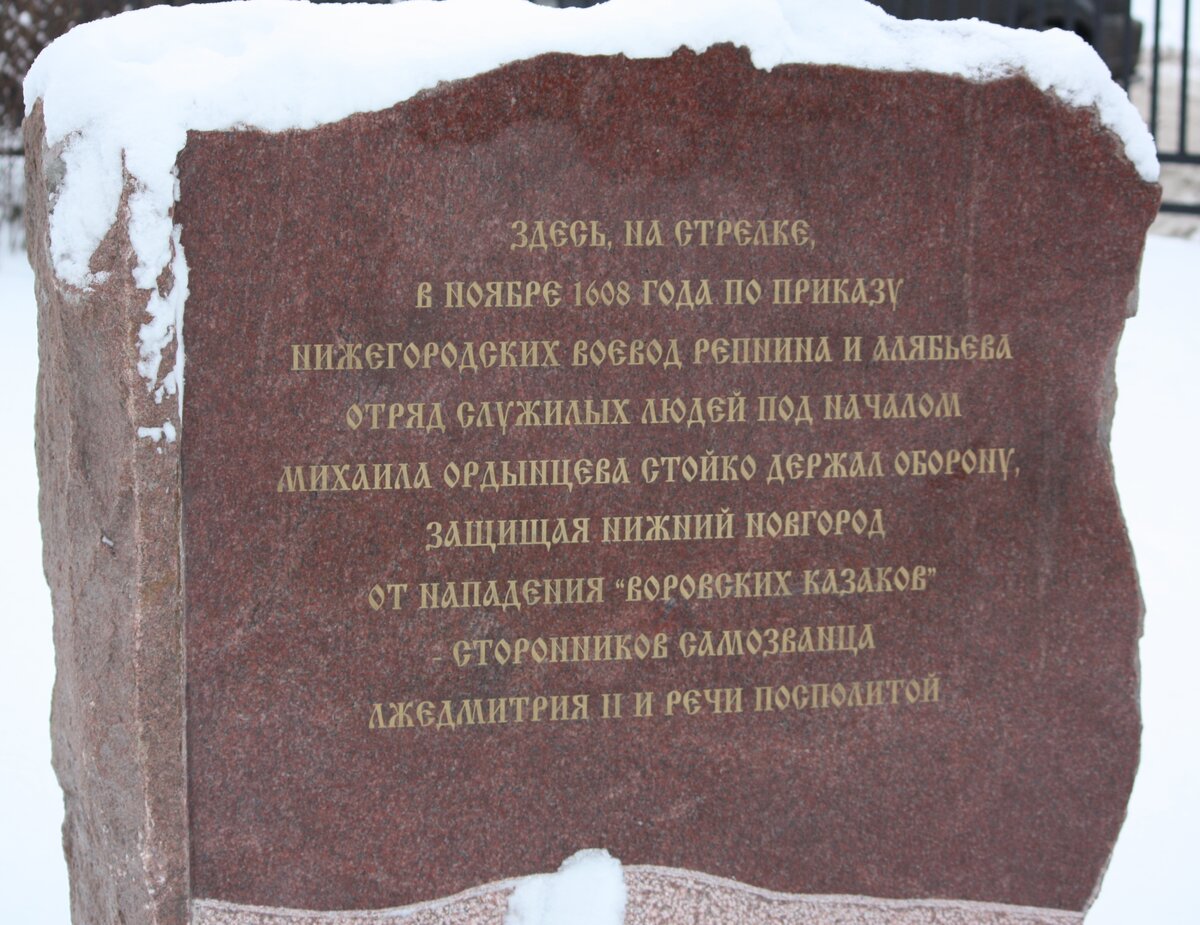 ЗДЕСЬ, НА СТРЕЛКЕ,
В НОЯБРЕ 1608 ГОДА ПО ПРИКАЗУ
НИЖЕГОРОДСКИХ ВОЕВОД РЕПНИНА И АЛЯБЬЕВА
ОТРЯД СЛУЖИЛЫХ ЛЮДЕЙ ПОД НАЧАЛОМ
МИХАИЛА ОРДЫНЦЕВА СТОЙКО ДЕРЖАЛ ОБОРОНУ,
ЗАЩИЩАЯ НИЖНИЙ НОВГОРОД
ОТ НАПАДЕНИЯ “ВОРОВСКИХ КАЗАКОВ”
- СТОРОННИКОВ САМОЗВАНЦА
ЛЖЕДМИТРИЯ II И РЕЧИ ПОСПОЛИТОЙ